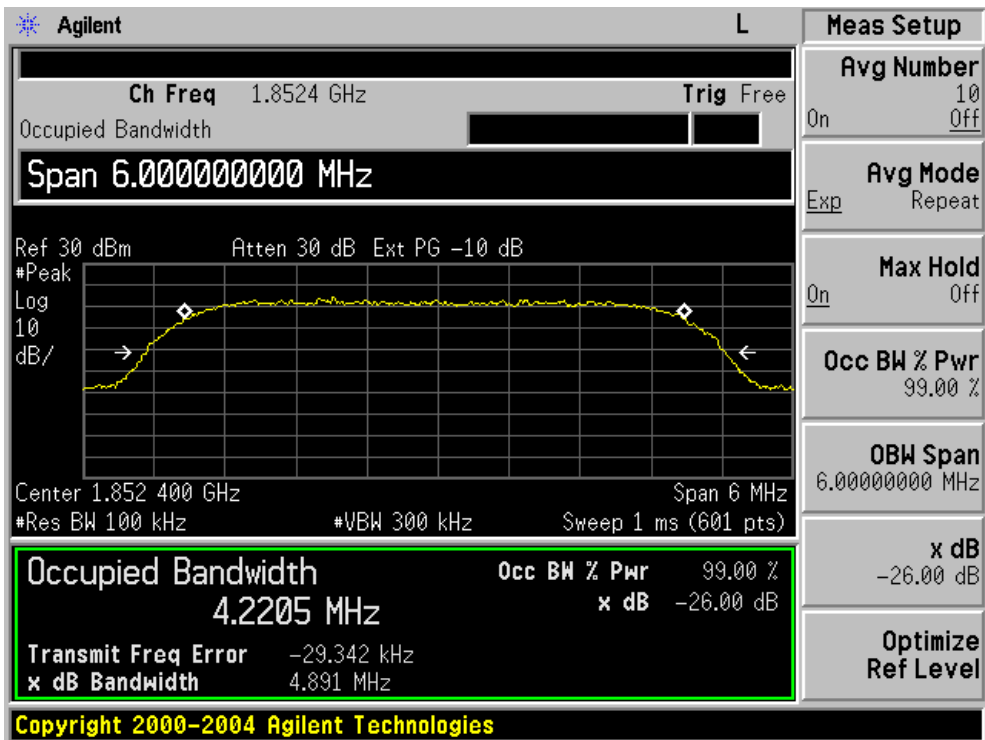 Agilent
L
Meas Setup
Ch Freq 1.8524 GHz
Trig Free
Occupied Bandwidth
Span 6.000000000 MHz
Ref 30 dBm Atten 30 dB Ext PG -10 dB
#Peak
Log
10
dB/
Center 1.852 400 GHz
Span 6 MHz
#Res BW 100 kHz #VBW 300 kHz Sweep 1 ms (601 pts)
Occupied Bandwidth
4.2205 MHz
Occ BW % Pwr 99.00 %
x dB -26.00 dB
Transmit Freq Error -29.342 kHz
x dB Bandwidth 4.891 MHz
Avg Number
10
On Off
Avg Mode
Exp Repeat
Max Hold
On Off
Occ BW % Pwr
99.00 %
OBW Span
6.00000000 MHz
x dB
-26.00 dB
Optimize
Ref Level
Copyright 2000-2004 Agilent Technologies